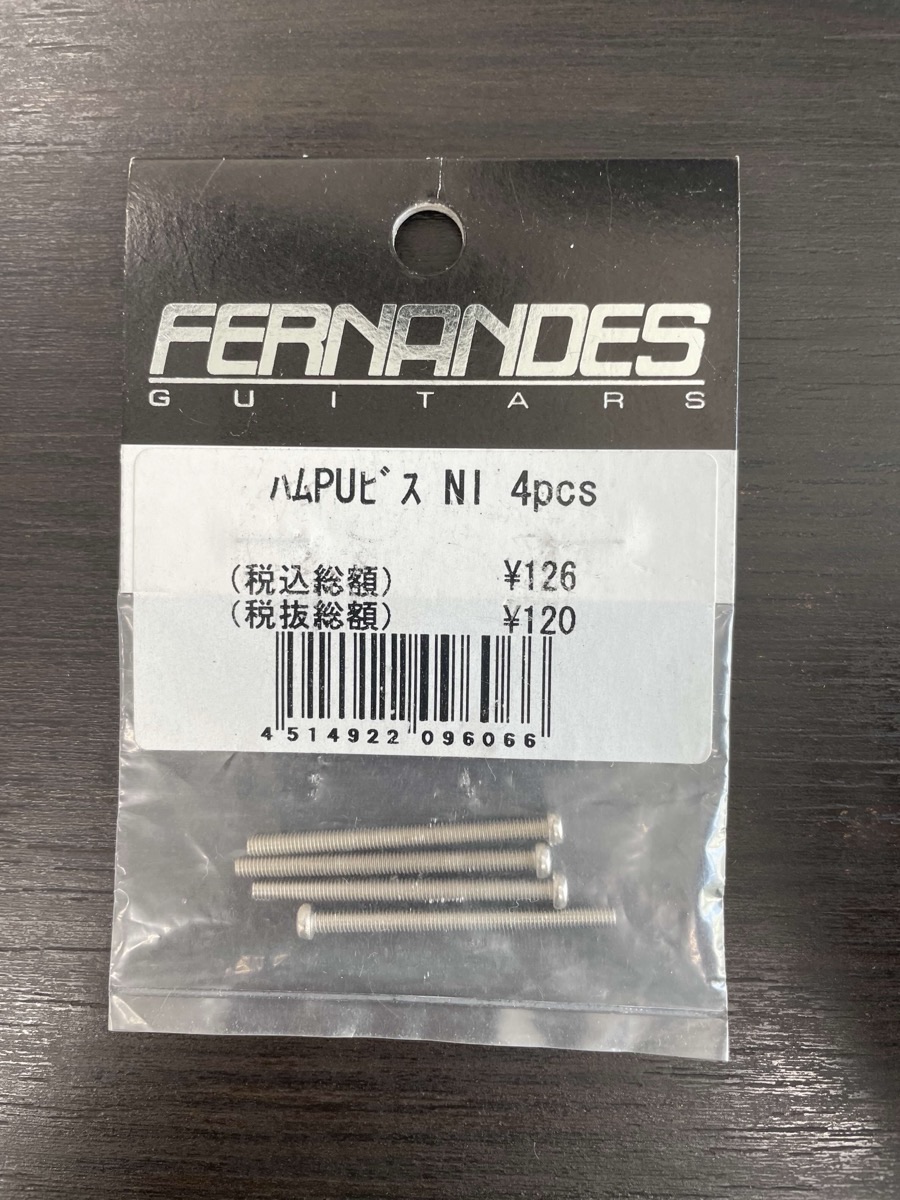 FERNANDES
GUITARS
ﾊﾑPUﾋﾞｽ NI 4pcs
(税込総額) ¥126
(税抜総額) ¥120
4 514922 096066